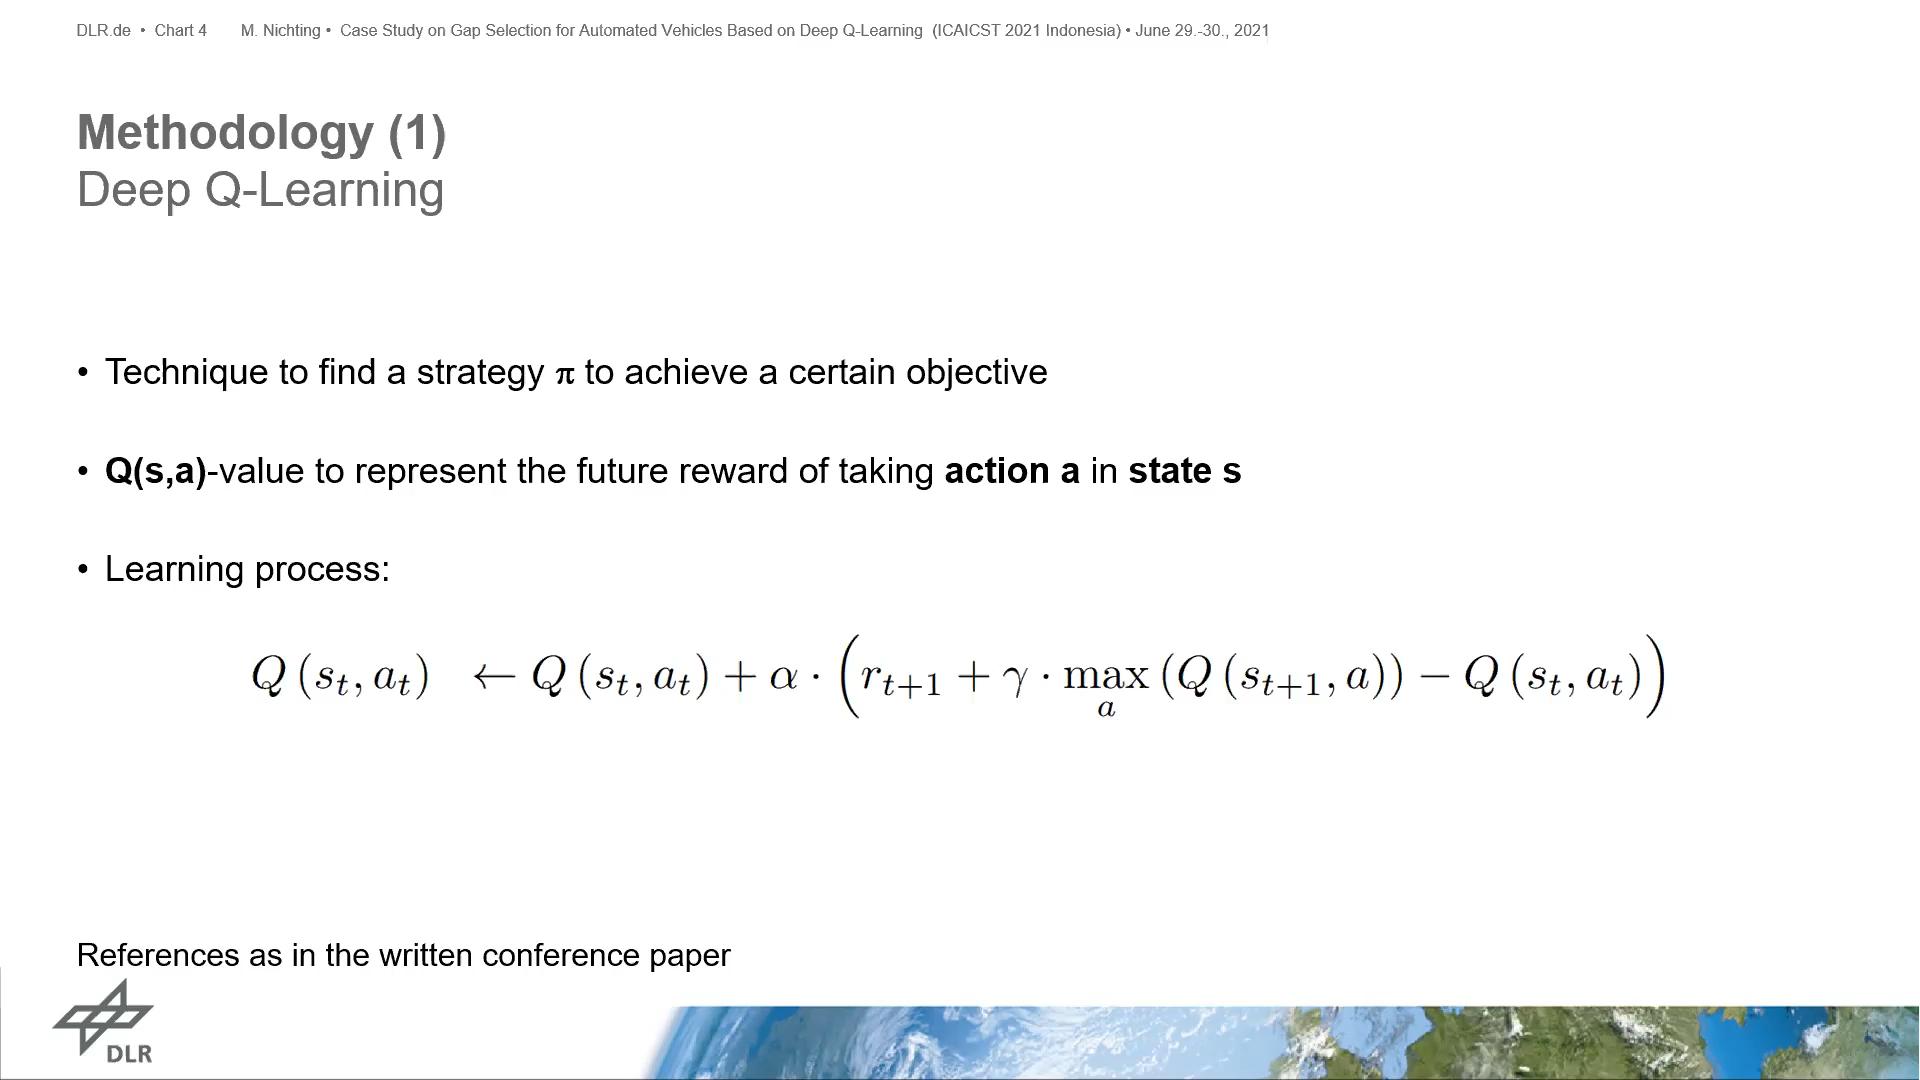 DLR.de • Chart 4 M. Nichting • Case Study on Gap Selection for Automated Vehicles Based on Deep Q-Learning (ICAICST 2021 Indonesia) • June 29.-30., 2021
Methodology (1)
Deep Q-Learning
• Technique to find a strategy π to achieve a certain objective
• Q(s,a)-value to represent the future reward of taking action a in state s
• Learning process:
Q (s_t, a_t) ← Q (s_t, a_t) + α · (r_{t+1} + γ · max_a (Q (s_{t+1}, a)) − Q (s_t, a_t))
References as in the written conference paper
DLR